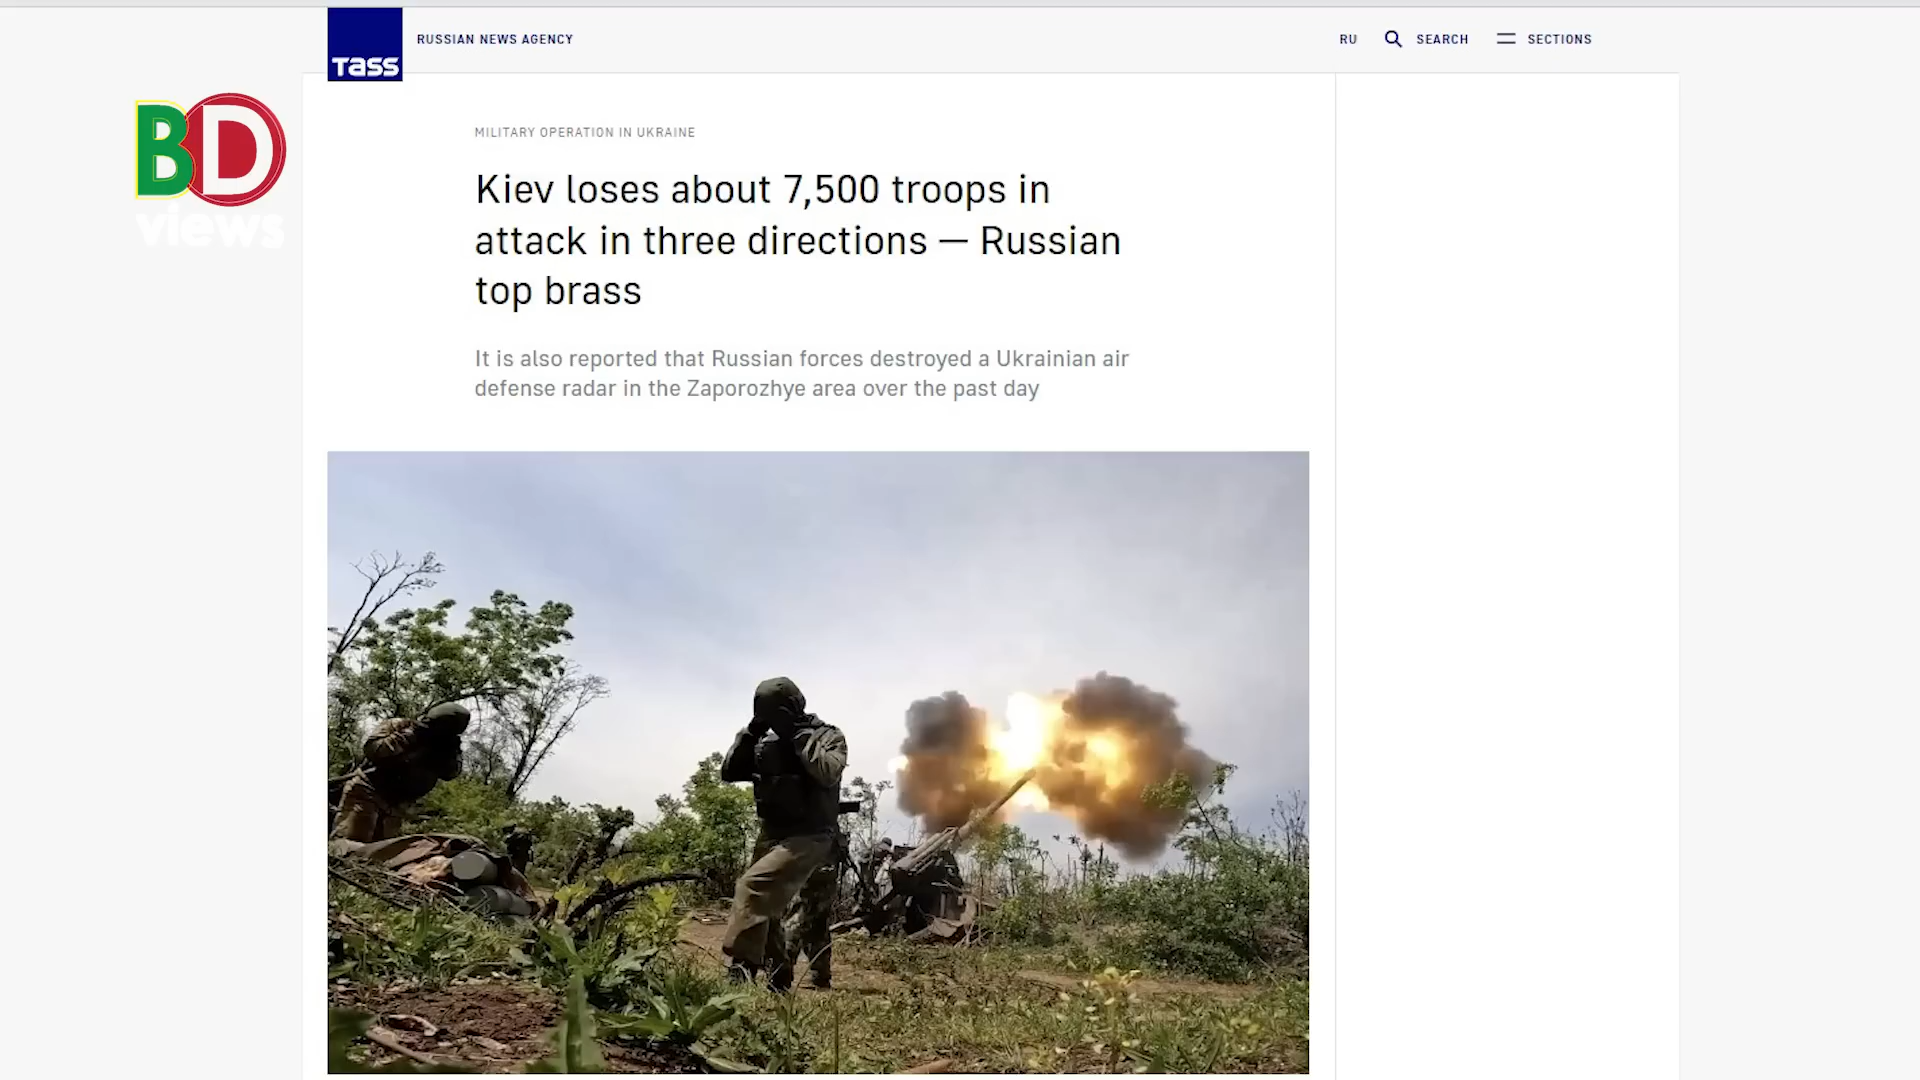 TASS
RUSSIAN NEWS AGENCY
RU
SEARCH
SECTIONS
BD
views
MILITARY OPERATION IN UKRAINE
Kiev loses about 7,500 troops in
attack in three directions — Russian
top brass
It is also reported that Russian forces destroyed a Ukrainian air
defense radar in the Zaporozhye area over the past day